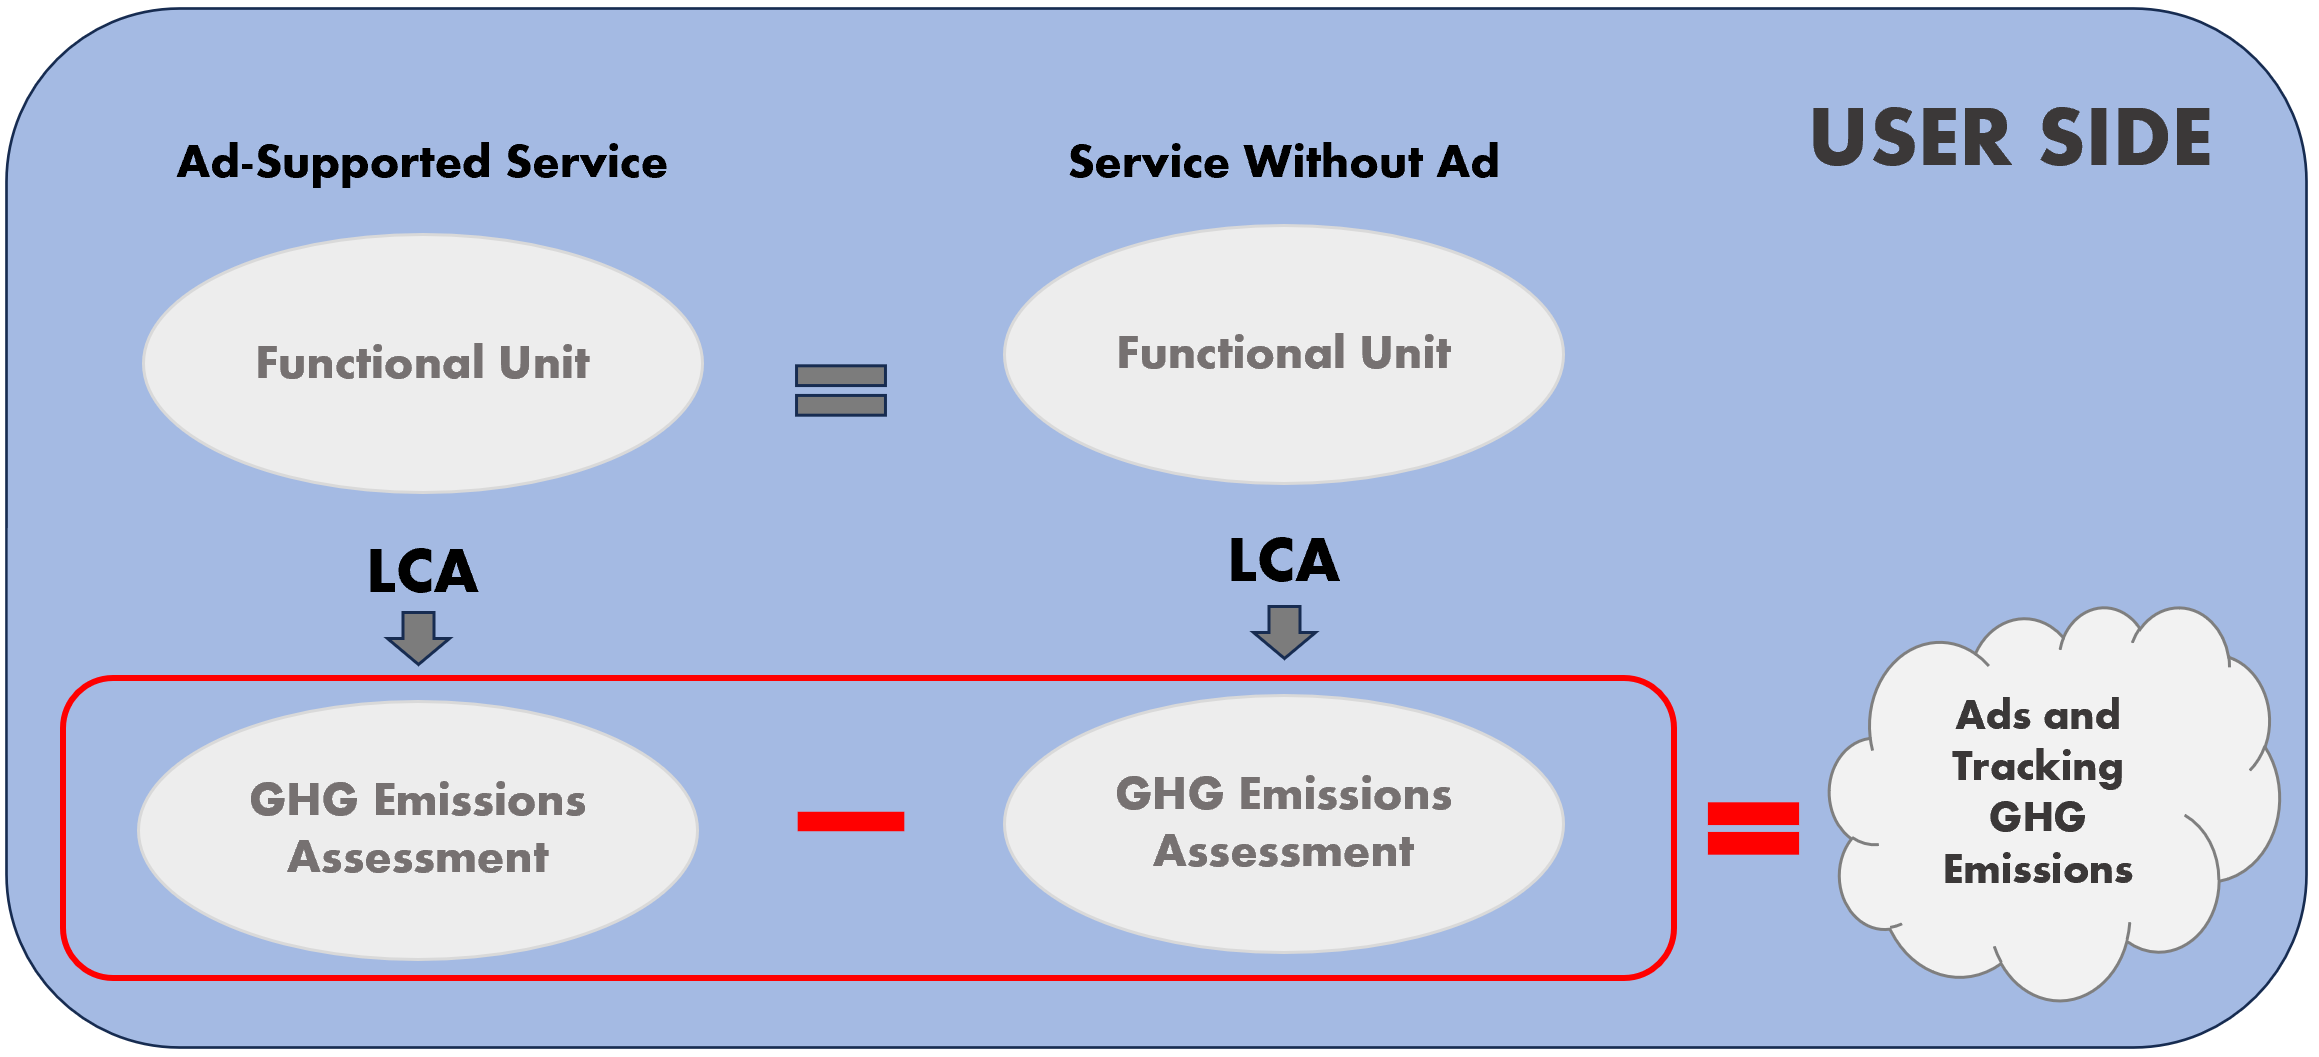 USER SIDE
Ad-Supported Service
Service Without Ad
Functional Unit
Functional Unit
LCA
LCA
GHG Emissions
Assessment
GHG Emissions
Assessment
Ads and
Tracking
GHG
Emissions